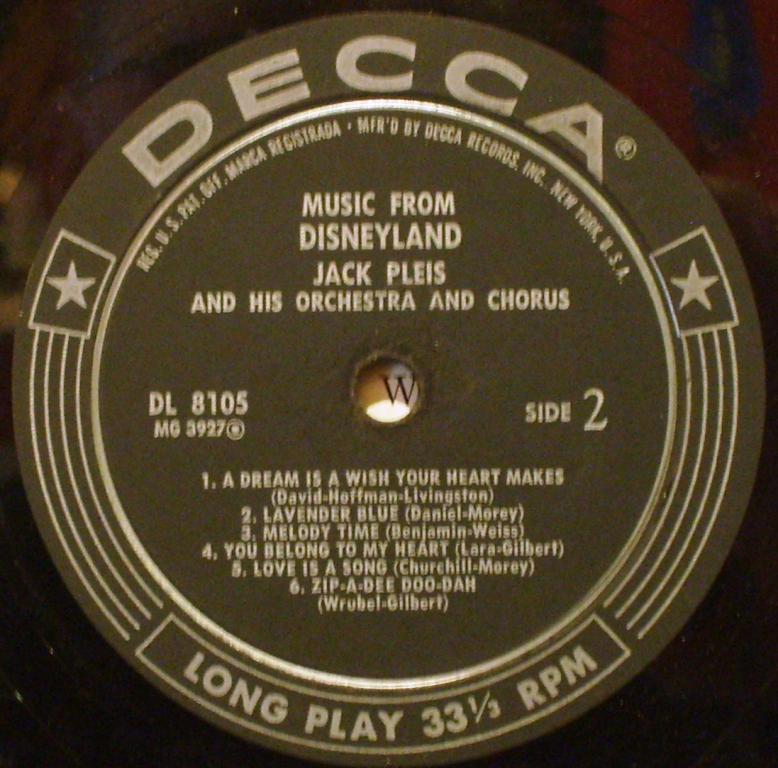 DECCA®
REG. U.S. PAT. OFF. MARCA REGISTRADA • MFR'D BY DECCA RECORDS, INC. NEW YORK, U.S.A.
MUSIC FROM
DISNEYLAND
JACK PLEIS
AND HIS ORCHESTRA AND CHORUS
W
DL 8105
MG 3927
SIDE 2
1. A DREAM IS A WISH YOUR HEART MAKES
(David-Hoffman-Livingston)
2. LAVENDER BLUE (Daniel-Morey)
3. MELODY TIME (Benjamin-Weiss)
4. YOU BELONG TO MY HEART (Lara-Gilbert)
5. LOVE IS A SONG (Churchill-Morey)
6. ZIP-A-DEE DOO-DAH
(Wrubel-Gilbert)
LONG PLAY 33⅓ RPM